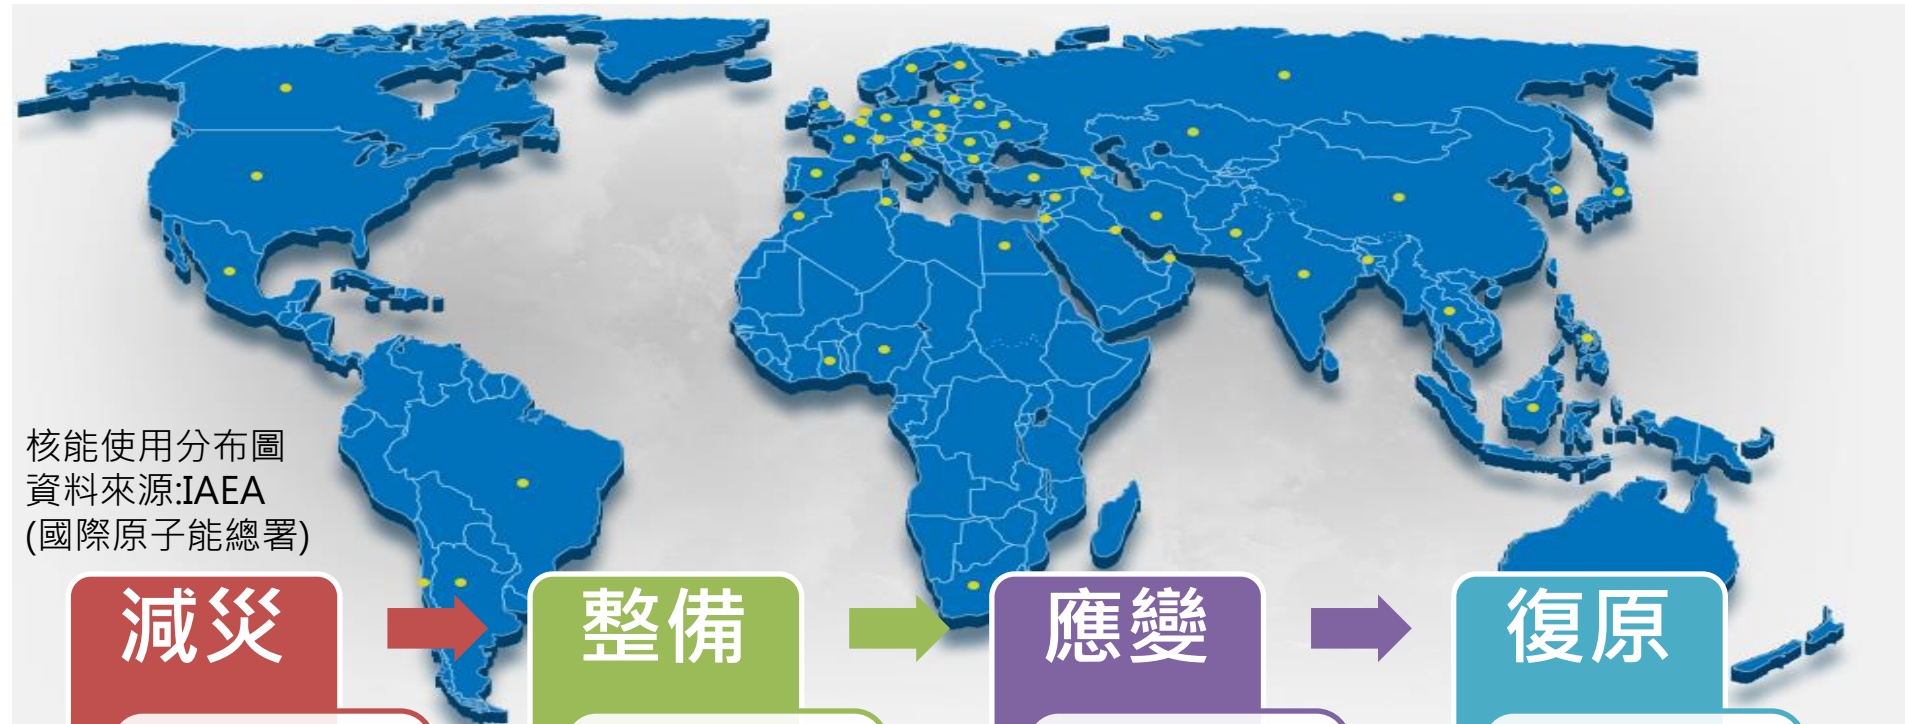 核能使用分布圖
資料來源:IAEA
(國際原子能總署)
減災
整備
應變
復原